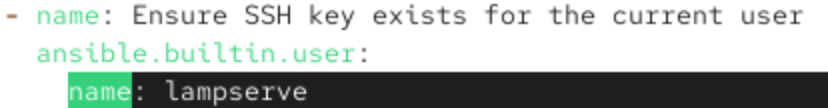 - name: Ensure SSH key exists for the current user
ansible.builtin.user:
name: lampserve